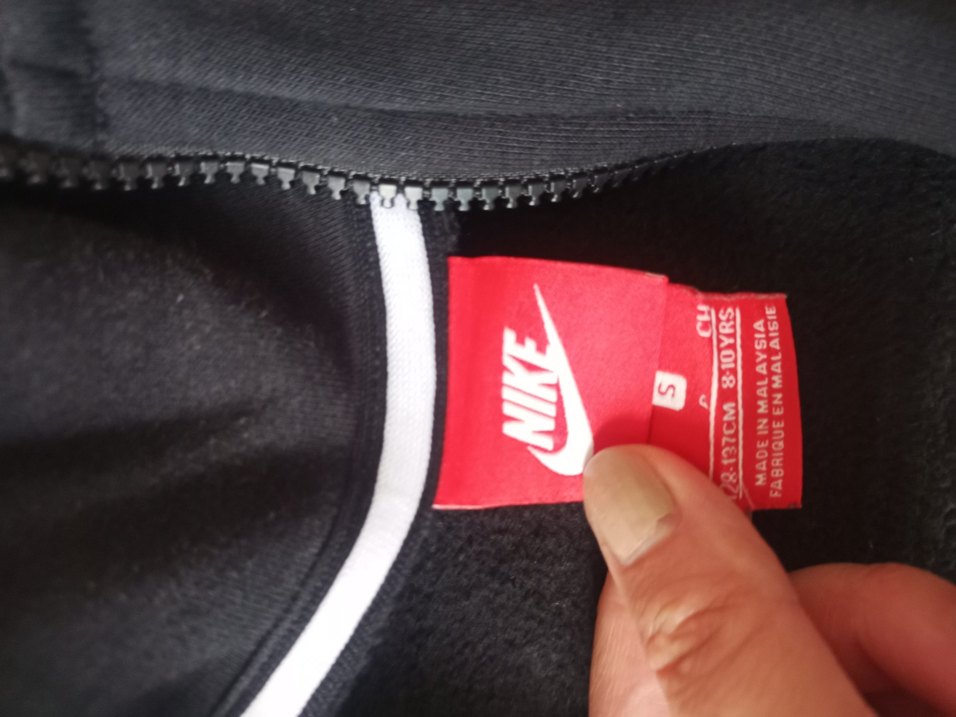 NIKE
S
CH
128-137CM 8-10YRS
MADE IN MALAYSIA
FABRIQUE EN MALAISIE